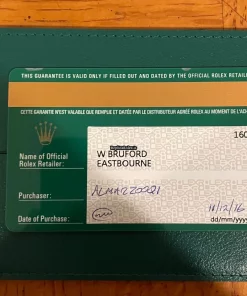 THIS GUARANTEE IS VALID ONLY IF FILLED OUT AND DATED BY THE OFFICIAL ROLEX RETAILER
CETTE GARANTIE N'EST VALABLE QUE REMPLIE ET DATÉE PAR LE DISTRIBUTEUR AGRÉÉ ROLEX AU MOMENT DE L'
160
Name of Official
Rolex Retailer:
W BRUFORD
EASTBOURNE
Purchaser:
Date of Purchase:
18/12/16
dd/mm/yyyy